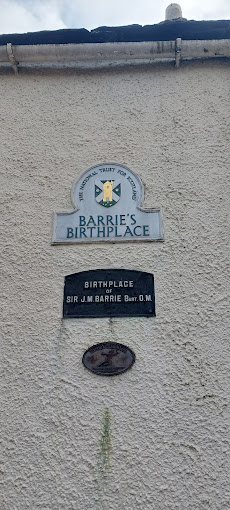 THE NATIONAL TRUST FOR SCOTLAND
BARRIE'S
BIRTHPLACE
BIRTHPLACE
OF
SIR J.M. BARRIE BART. O.M.